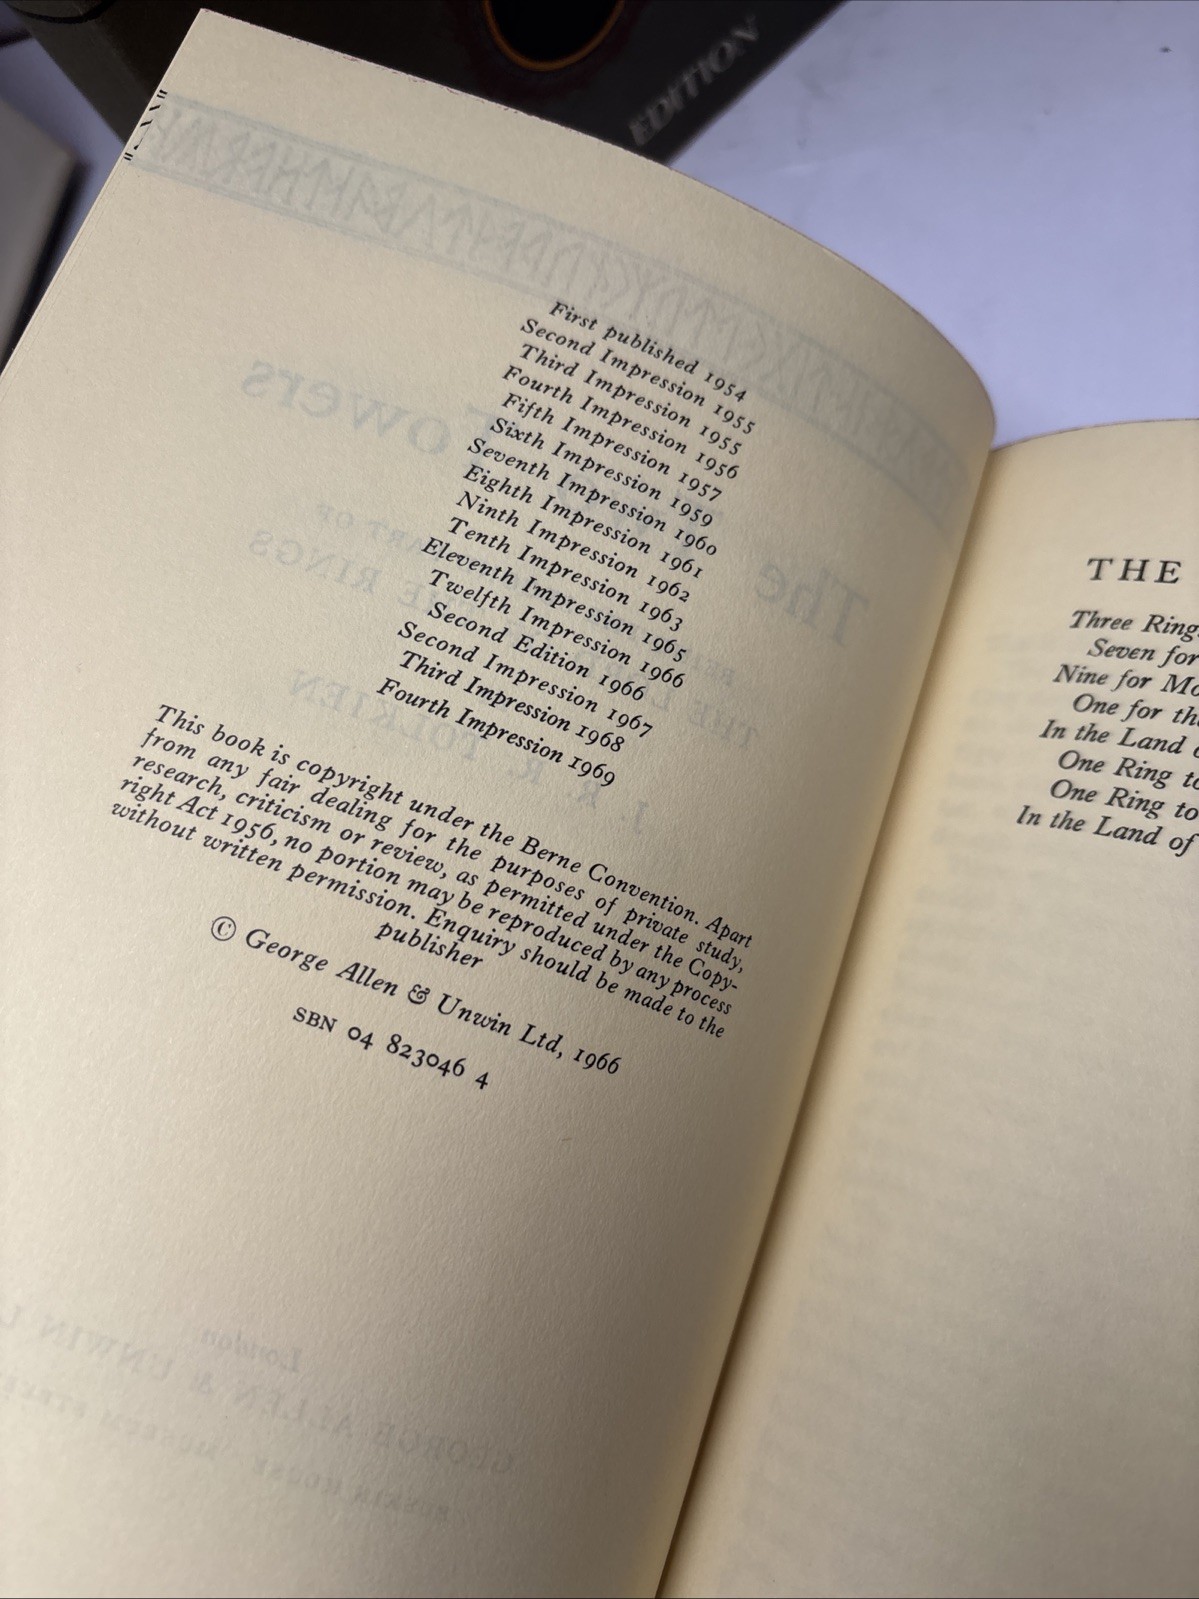 EDITION
First published 1954
Second Impression 1955
Third Impression 1955
Fourth Impression 1956
Fifth Impression 1957
Sixth Impression 1959
Seventh Impression 1960
Eighth Impression 1961
Ninth Impression 1962
Tenth Impression 1963
Eleventh Impression 1965
Twelfth Impression 1966
Second Edition 1966
Second Impression 1967
Third Impression 1968
Fourth Impression 1969
This book is copyright under the Berne Convention. Apart
from any fair dealing for the purposes of private study,
research, criticism or review, as permitted under the Copy-
right Act 1956, no portion may be reproduced by any process
without written permission. Enquiry should be made to the
publisher
© George Allen & Unwin Ltd, 1966
SBN 04 823046 4
THE
Three Ring
Seven for
Nine for Mo
One for th
In the Land o
One Ring to
One Ring to
In the Land of